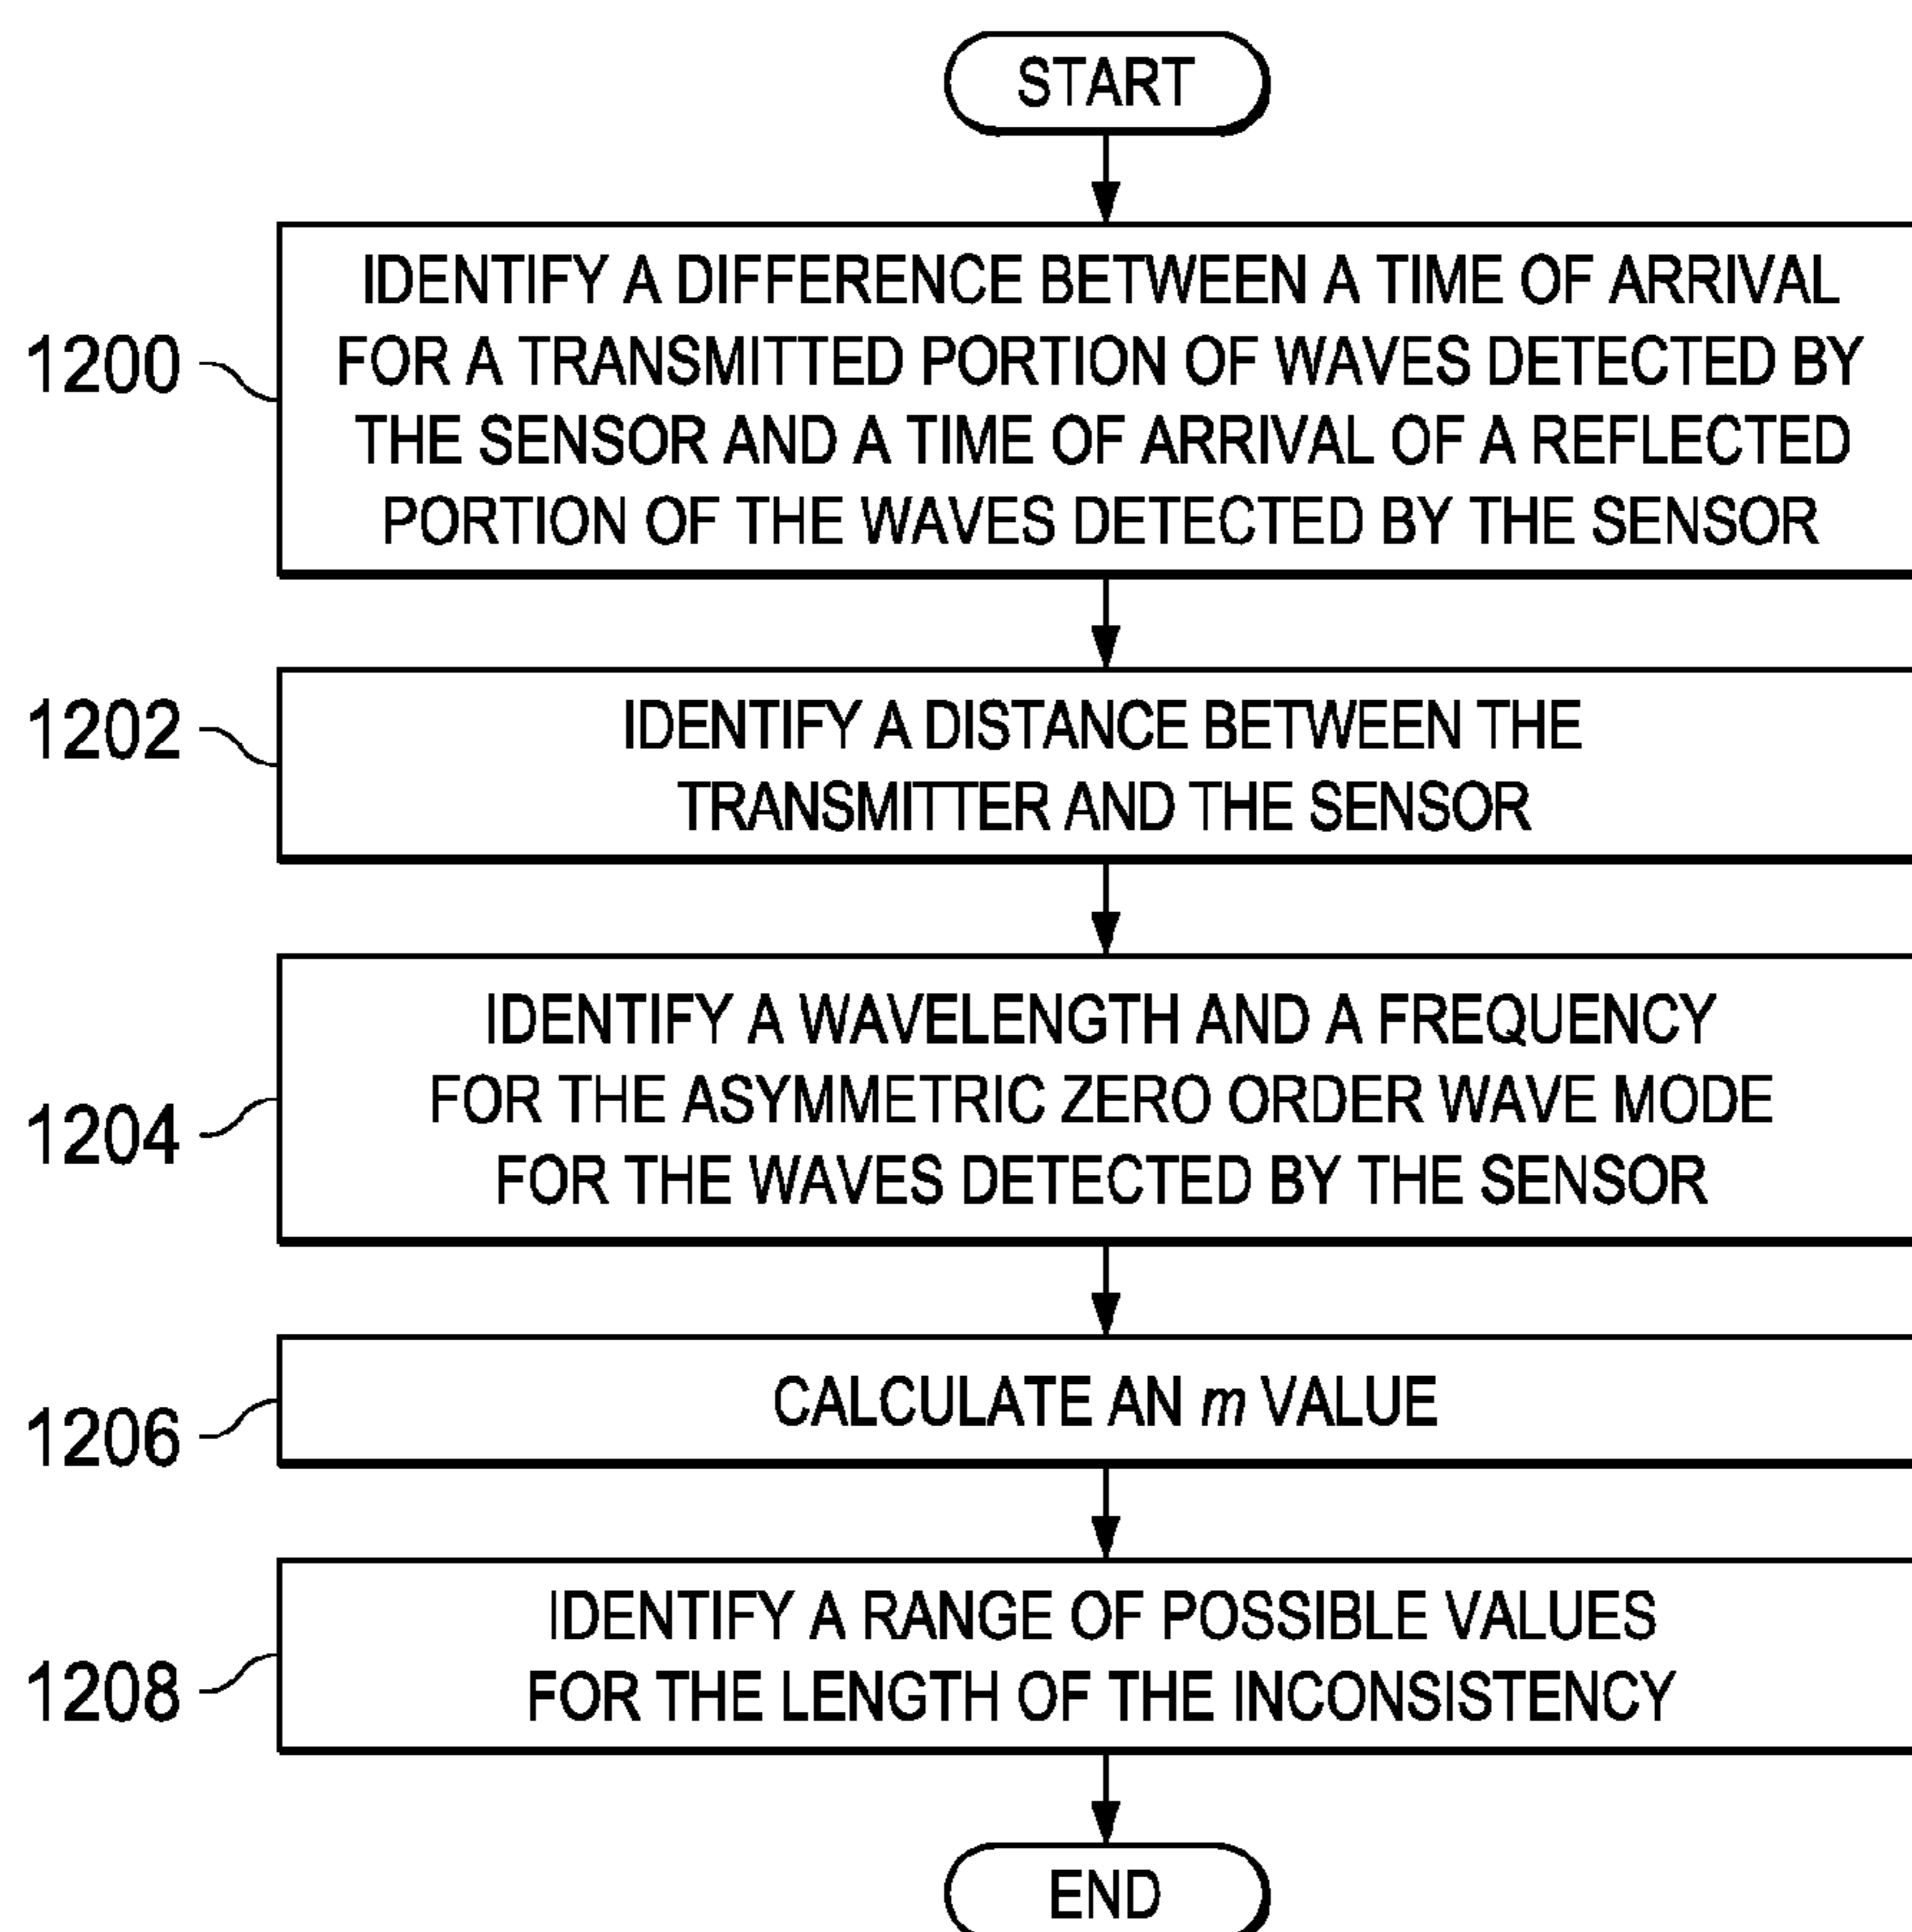 START
1200
IDENTIFY A DIFFERENCE BETWEEN A TIME OF ARRIVAL
FOR A TRANSMITTED PORTION OF WAVES DETECTED BY
THE SENSOR AND A TIME OF ARRIVAL OF A REFLECTED
PORTION OF THE WAVES DETECTED BY THE SENSOR
1202
IDENTIFY A DISTANCE BETWEEN THE
TRANSMITTER AND THE SENSOR
1204
IDENTIFY A WAVELENGTH AND A FREQUENCY
FOR THE ASYMMETRIC ZERO ORDER WAVE MODE
FOR THE WAVES DETECTED BY THE SENSOR
1206
CALCULATE AN m VALUE
1208
IDENTIFY A RANGE OF POSSIBLE VALUES
FOR THE LENGTH OF THE INCONSISTENCY
END